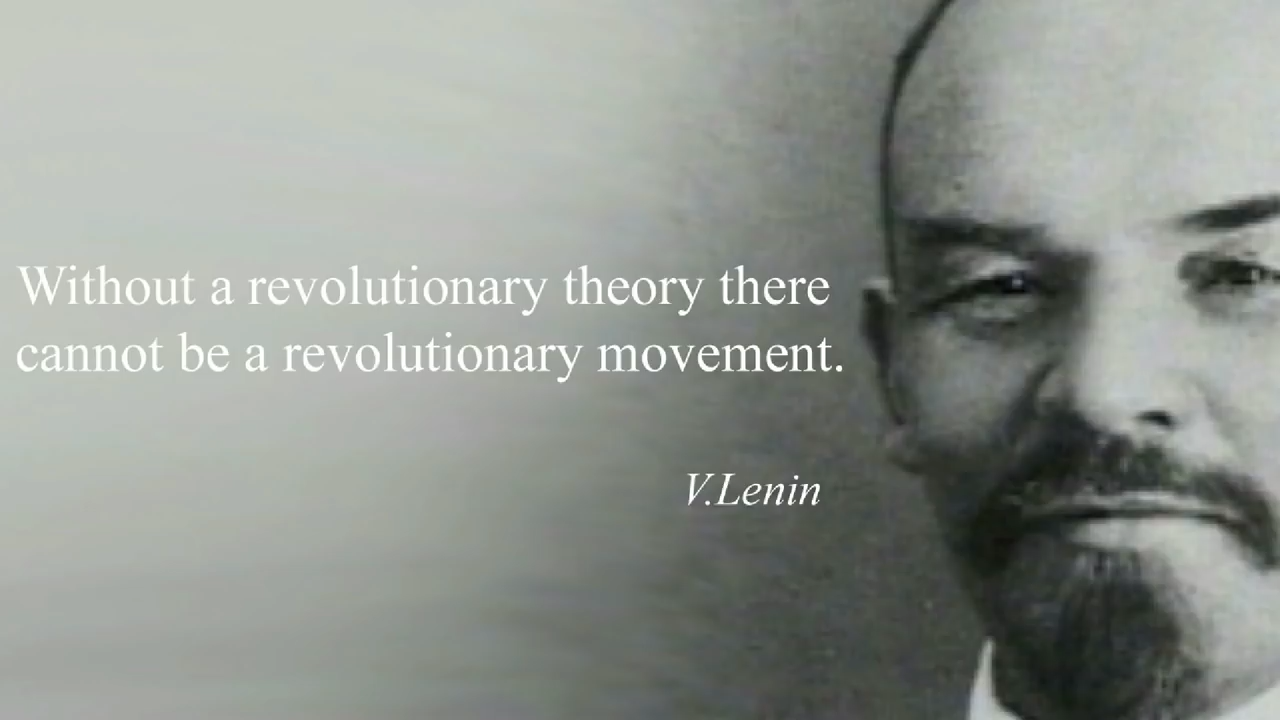 Without a revolutionary theory there
cannot be a revolutionary movement.
V.Lenin